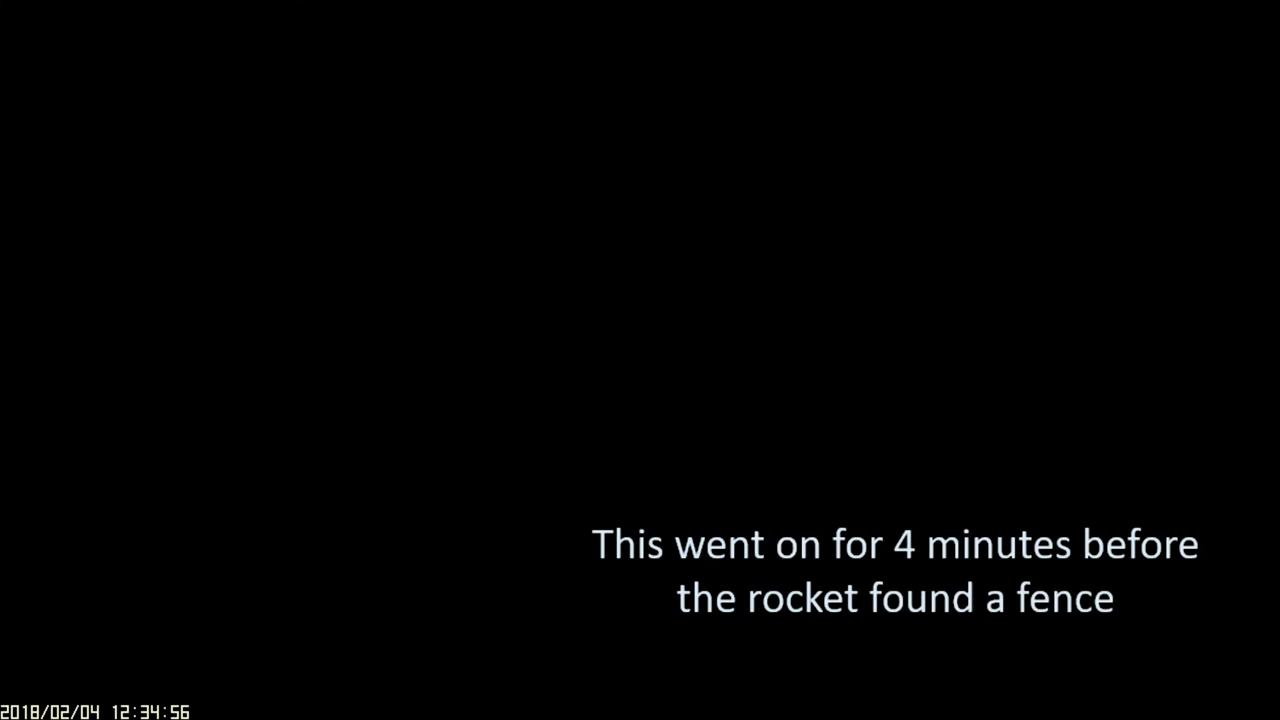 This went on for 4 minutes before
the rocket found a fence
2018/02/04 12:34:56